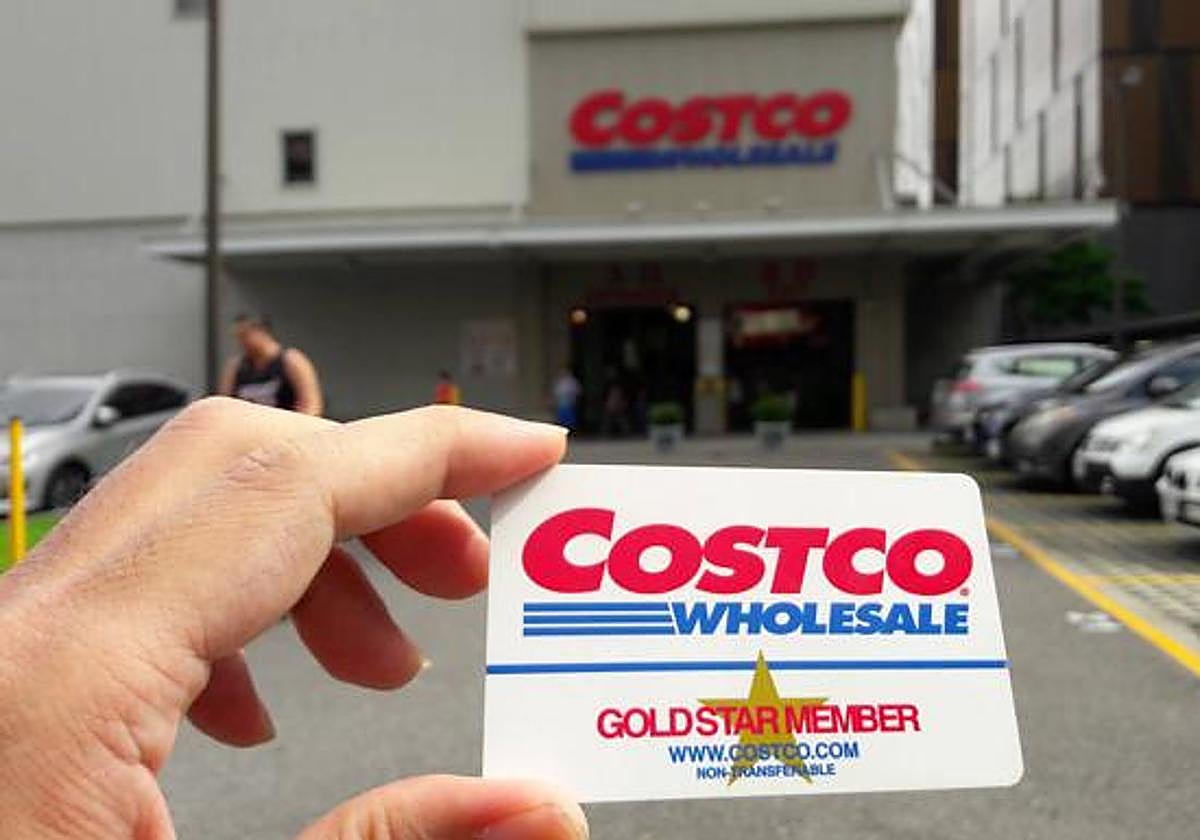 COSTCO
WHOLESALE
COSTCO
WHOLESALE
GOLD STAR MEMBER
WWW.COSTCO.COM
NON-TRANSFERABLE